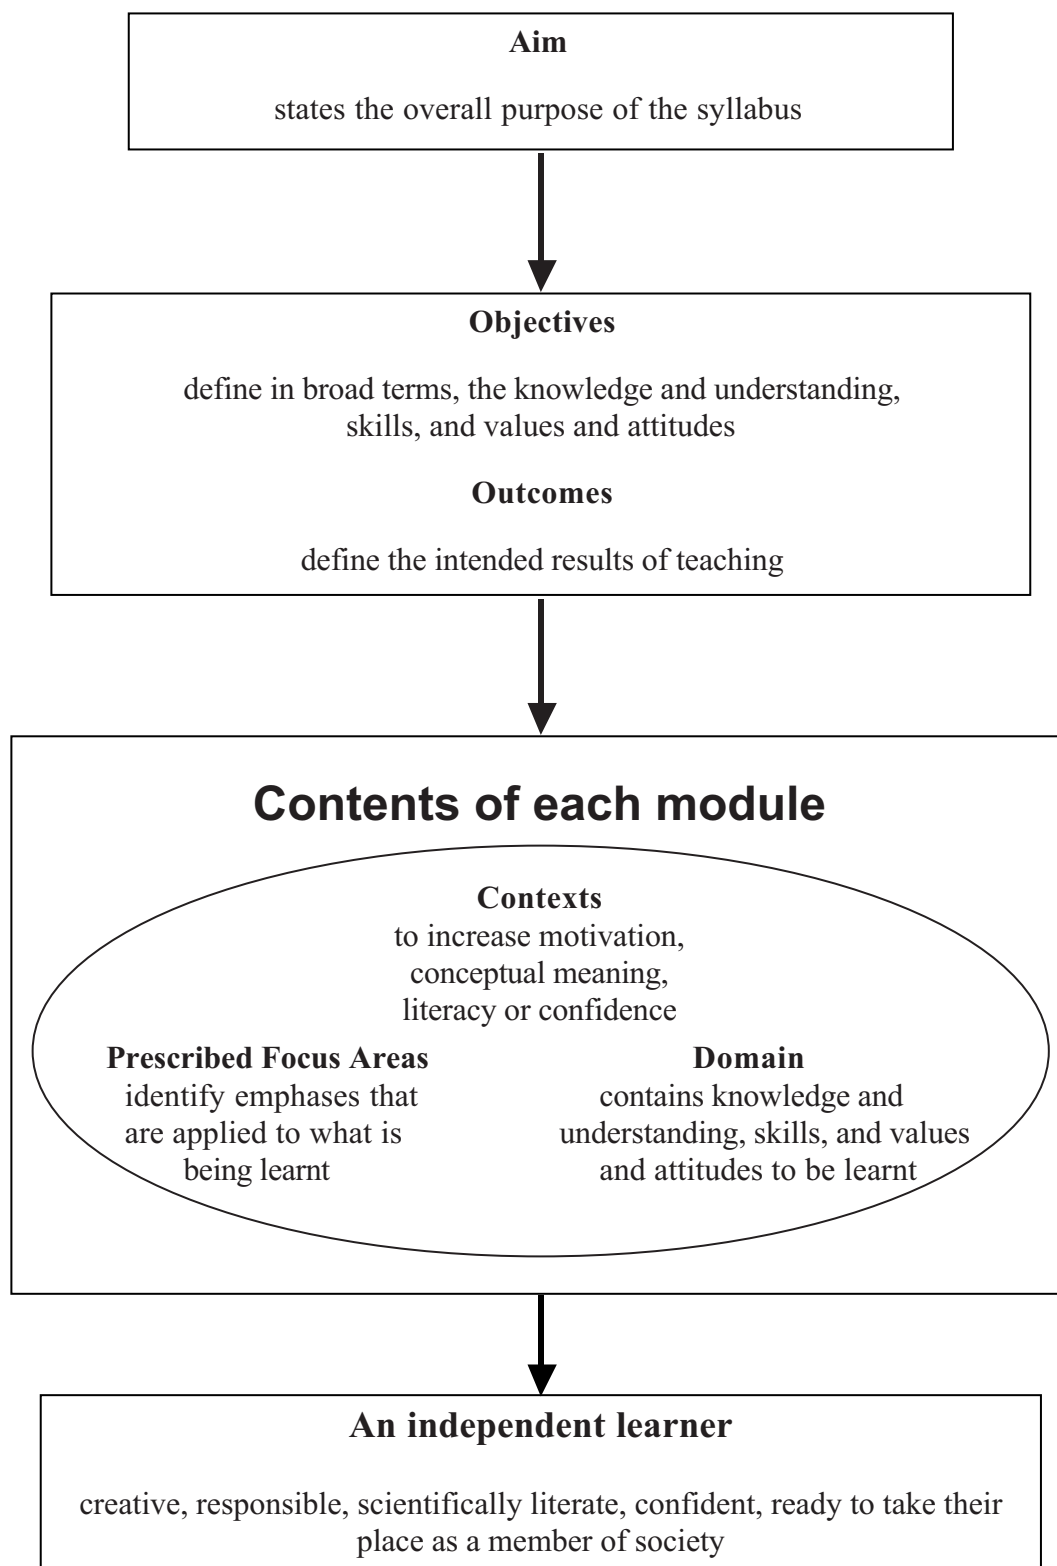 Aim
states the overall purpose of the syllabus
Objectives
define in broad terms, the knowledge and understanding,
skills, and values and attitudes
Outcomes
define the intended results of teaching
Contents of each module
Contexts
to increase motivation,
conceptual meaning,
literacy or confidence
Prescribed Focus Areas
identify emphases that
are applied to what is
being learnt
Domain
contains knowledge and
understanding, skills, and values
and attitudes to be learnt
An independent learner
creative, responsible, scientifically literate, confident, ready to take their
place as a member of society